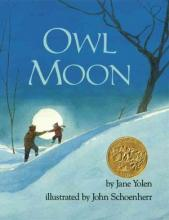 OWL
MOON
by Jane Yolen
illustrated by John Schoenherr